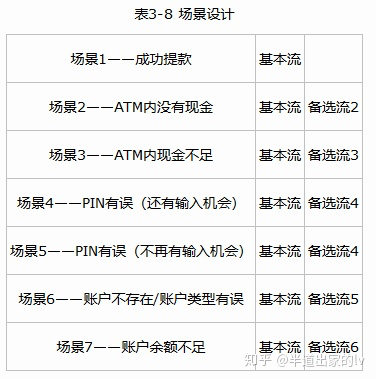 表3-8 场景设计
场景1——成功提款 基本流
场景2——ATM内没有现金 基本流 备选流2
场景3——ATM内现金不足 基本流 备选流3
场景4——PIN有误（还有输入机会） 基本流 备选流4
场景5——PIN有误（不再有输入机会） 基本流 备选流4
场景6——账户不存在/账户类型有误 基本流 备选流5
场景7——账户余额不足 基本流 备选流6
知乎 @半道出家的lv